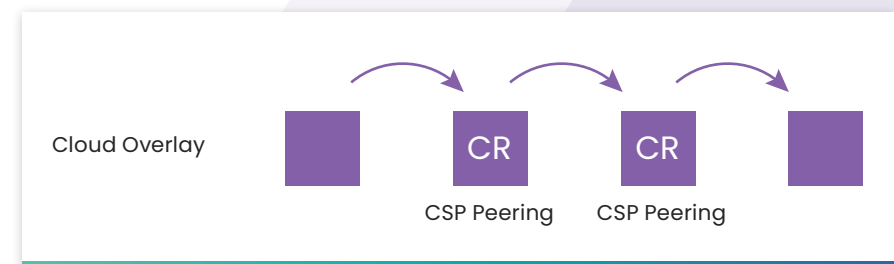 Cloud Overlay
CR
CR
CSP Peering
CSP Peering